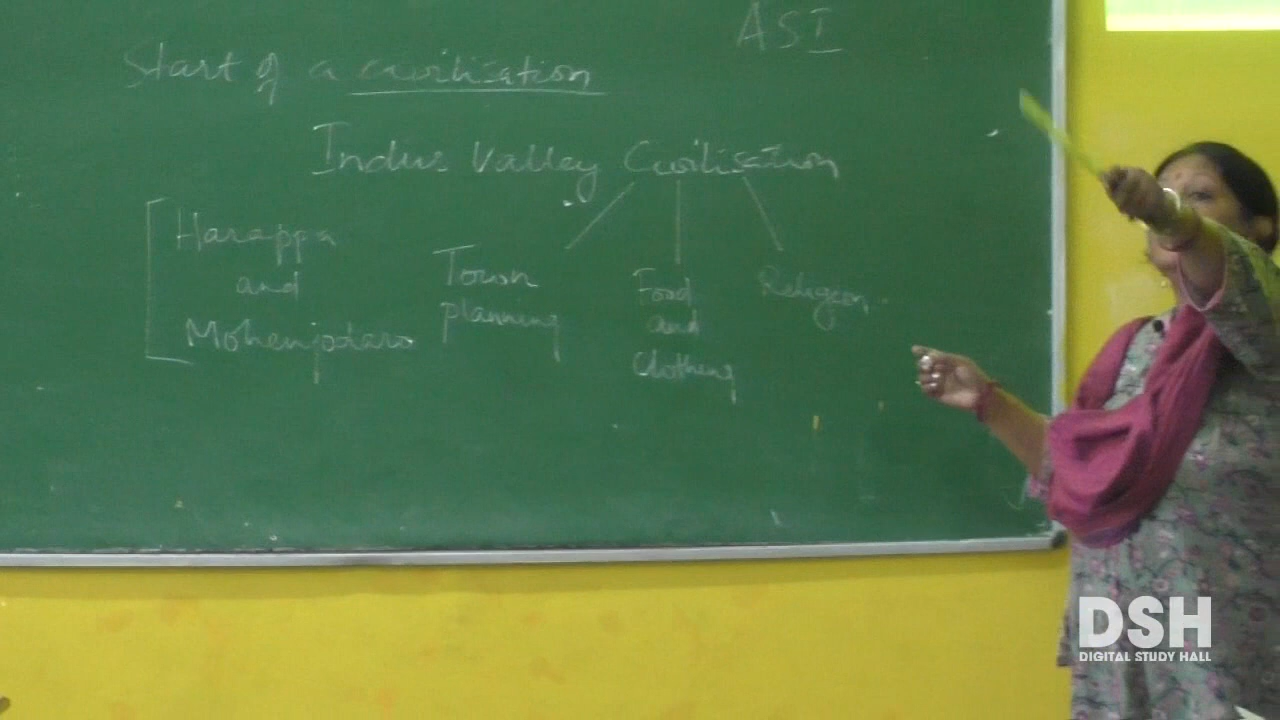 ASI
Start of a civilisation
Indus Valley Civilisation
Harappa
and
Mohenjodaro
Town
planning
Food
and
Clothing
Religion
DSH
DIGITAL STUDY HALL